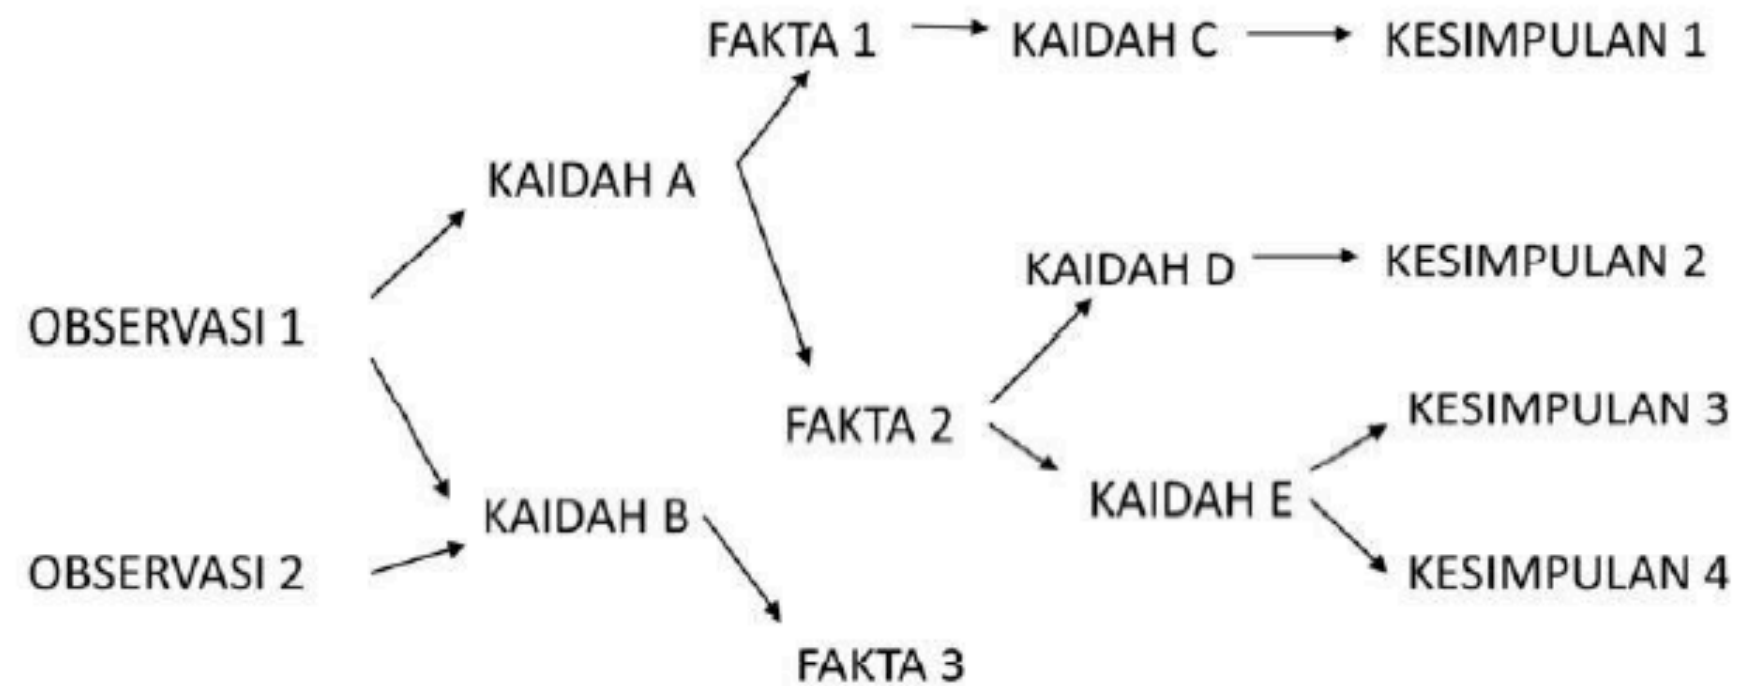 FAKTA 1
KAIDAH C
KESIMPULAN 1
KAIDAH A
KAIDAH D
KESIMPULAN 2
OBSERVASI 1
FAKTA 2
KESIMPULAN 3
KAIDAH E
KAIDAH B
OBSERVASI 2
KESIMPULAN 4
FAKTA 3